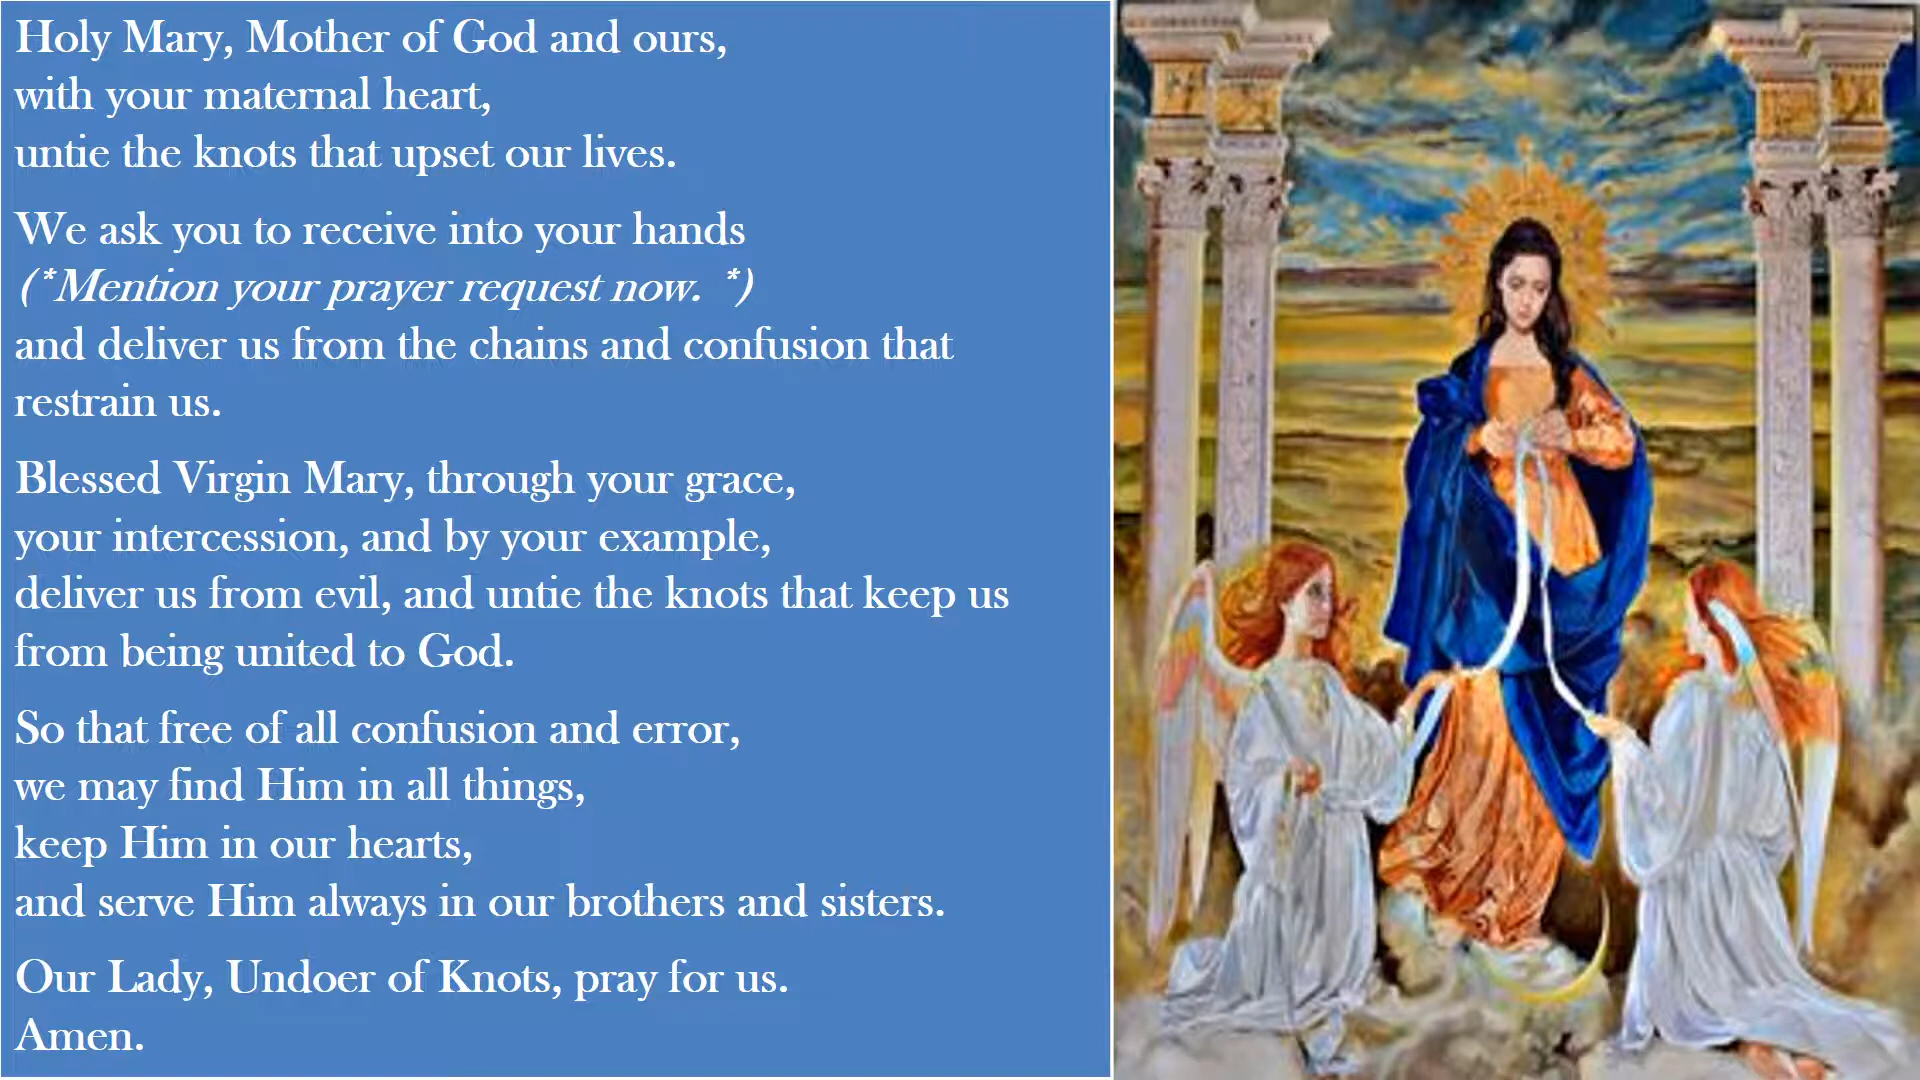 Holy Mary, Mother of God and ours,
with your maternal heart,
untie the knots that upset our lives.
We ask you to receive into your hands
(*Mention your prayer request now. *)
and deliver us from the chains and confusion that
restrain us.
Blessed Virgin Mary, through your grace,
your intercession, and by your example,
deliver us from evil, and untie the knots that keep us
from being united to God.
So that free of all confusion and error,
we may find Him in all things,
keep Him in our hearts,
and serve Him always in our brothers and sisters.
Our Lady, Undoer of Knots, pray for us.
Amen.